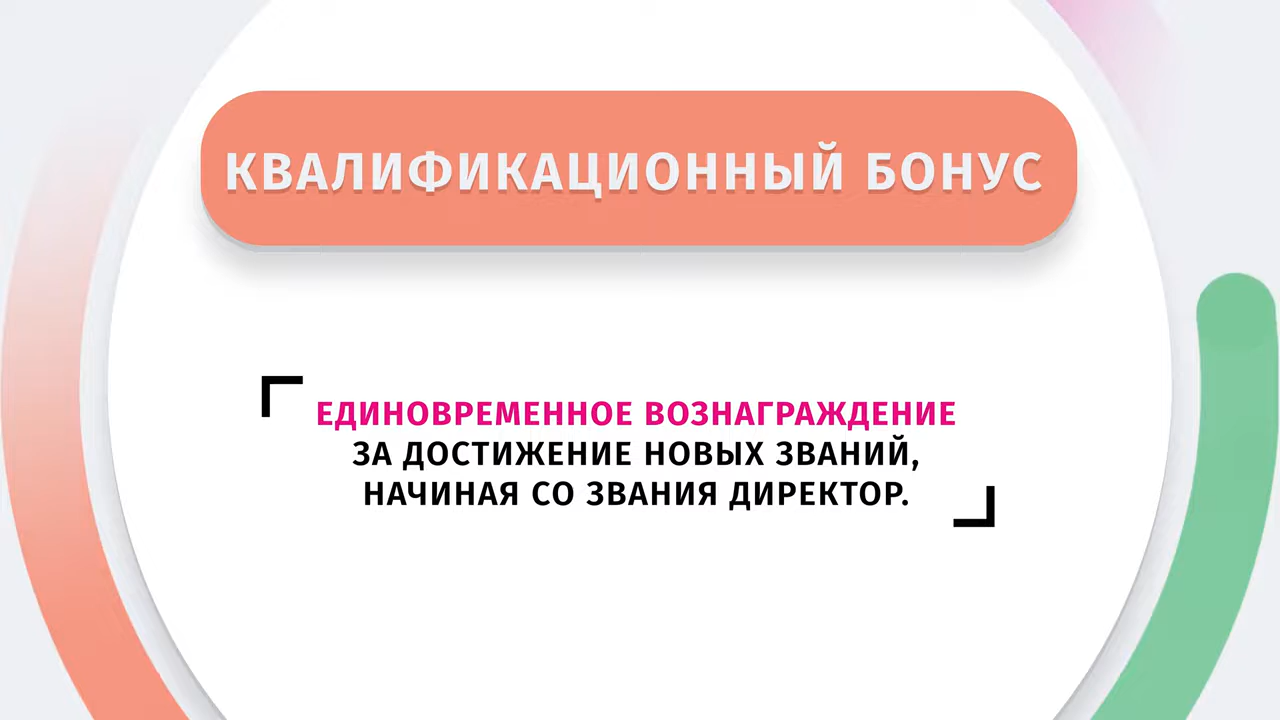 КВАЛИФИКАЦИОННЫЙ БОНУС
ЕДИНОВРЕМЕННОЕ ВОЗНАГРАЖДЕНИЕ
ЗА ДОСТИЖЕНИЕ НОВЫХ ЗВАНИЙ,
НАЧИНАЯ СО ЗВАНИЯ ДИРЕКТОР.